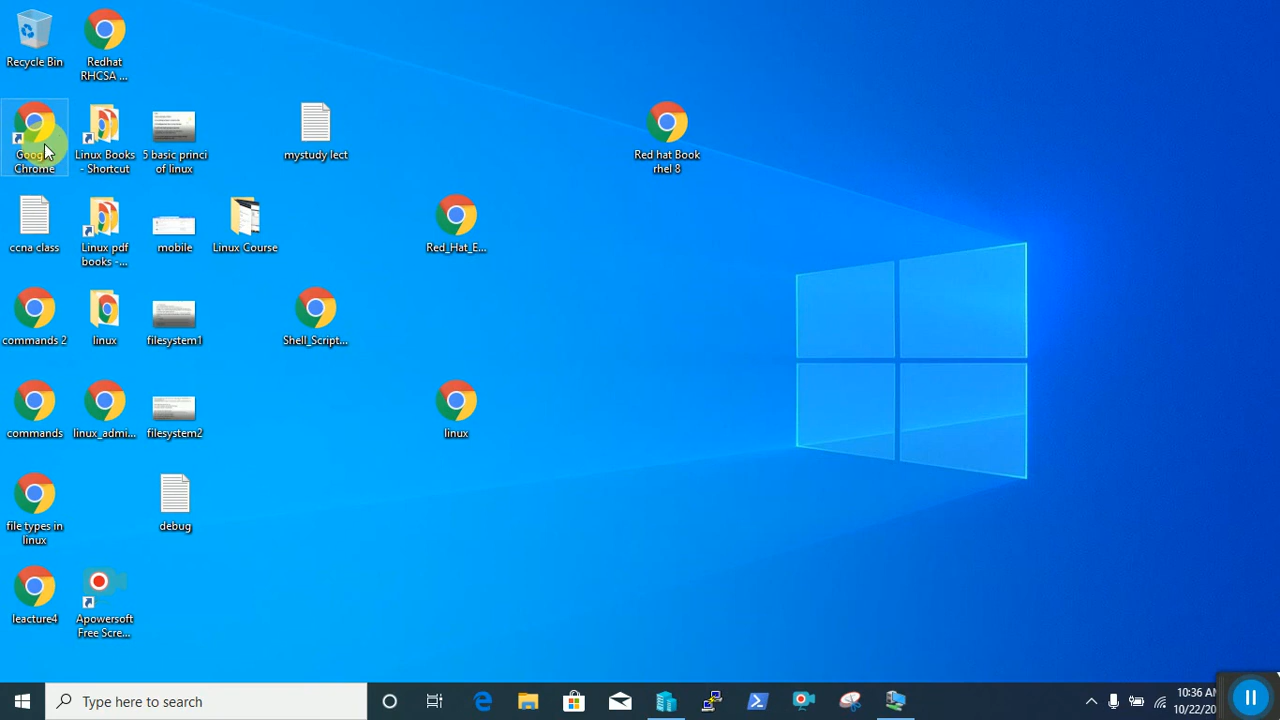 Recycle Bin
Redhat
RHCSA ...
Google
Chrome
Linux Books
- Shortcut
5 basic princi
of linux
mystudy lect
Red hat Book
rhel 8
ccna class
Linux pdf
books -...
mobile
Linux Course
Red_Hat_E...
commands 2
linux
filesystem1
Shell_Script...
commands
linux_admi...
filesystem2
linux
file types in
linux
debug
leacture4
Apowersoft
Free Scre...
Type here to search
10:36 AM
10/22/20